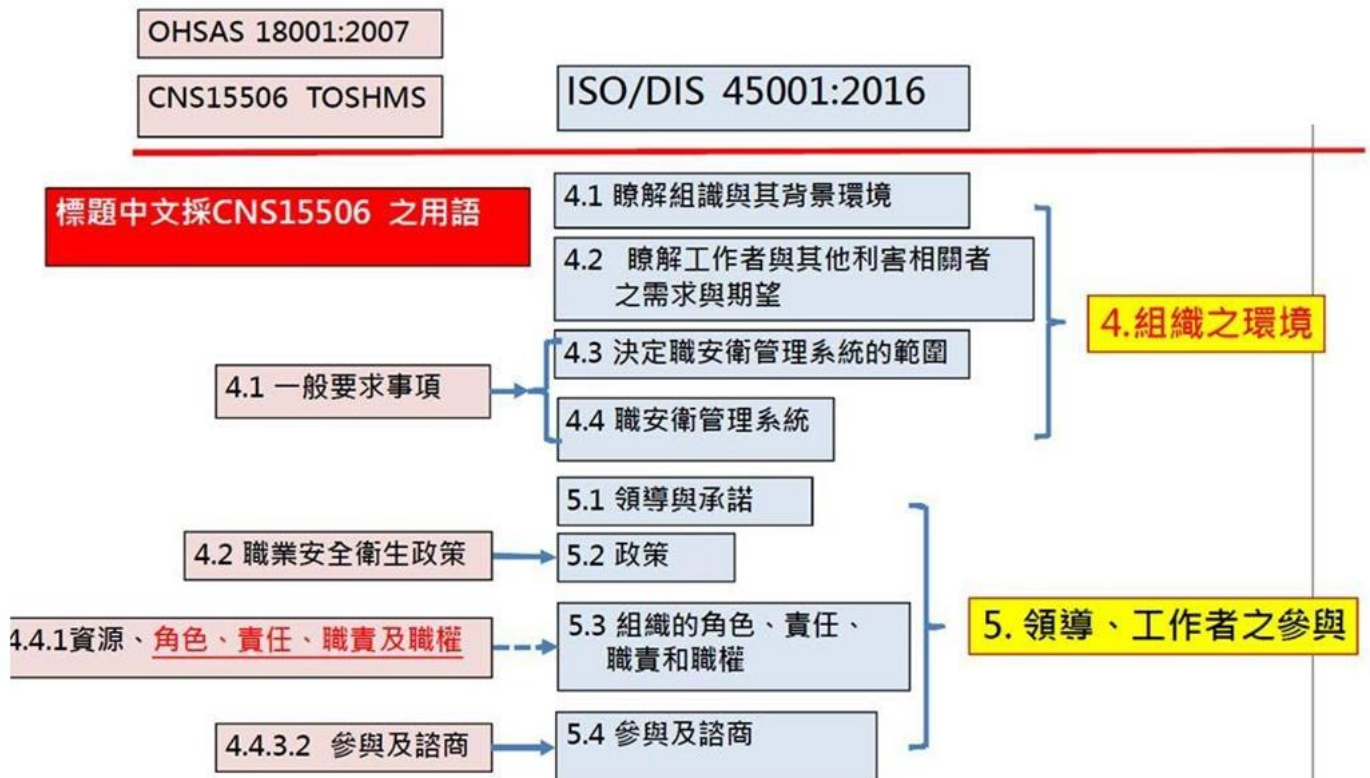 OHSAS 18001:2007
CNS15506 TOSHMS
ISO/DIS 45001:2016
標題中文採CNS15506 之用語
4.1 瞭解組識與其背景環境
4.2 瞭解工作者與其他利害相關者
之需求與期望
4.組織之環境
4.3 決定職安衛管理系統的範圍
4.1 一般要求事項
4.4 職安衛管理系統
5.1 領導與承諾
4.2 職業安全衛生政策
5.2 政策
4.4.1資源、角色、責任、職責及職權
5.3 組織的角色、責任、
職責和職權
5. 領導、工作者之參與
4.4.3.2 參與及諮商
5.4 參與及諮商